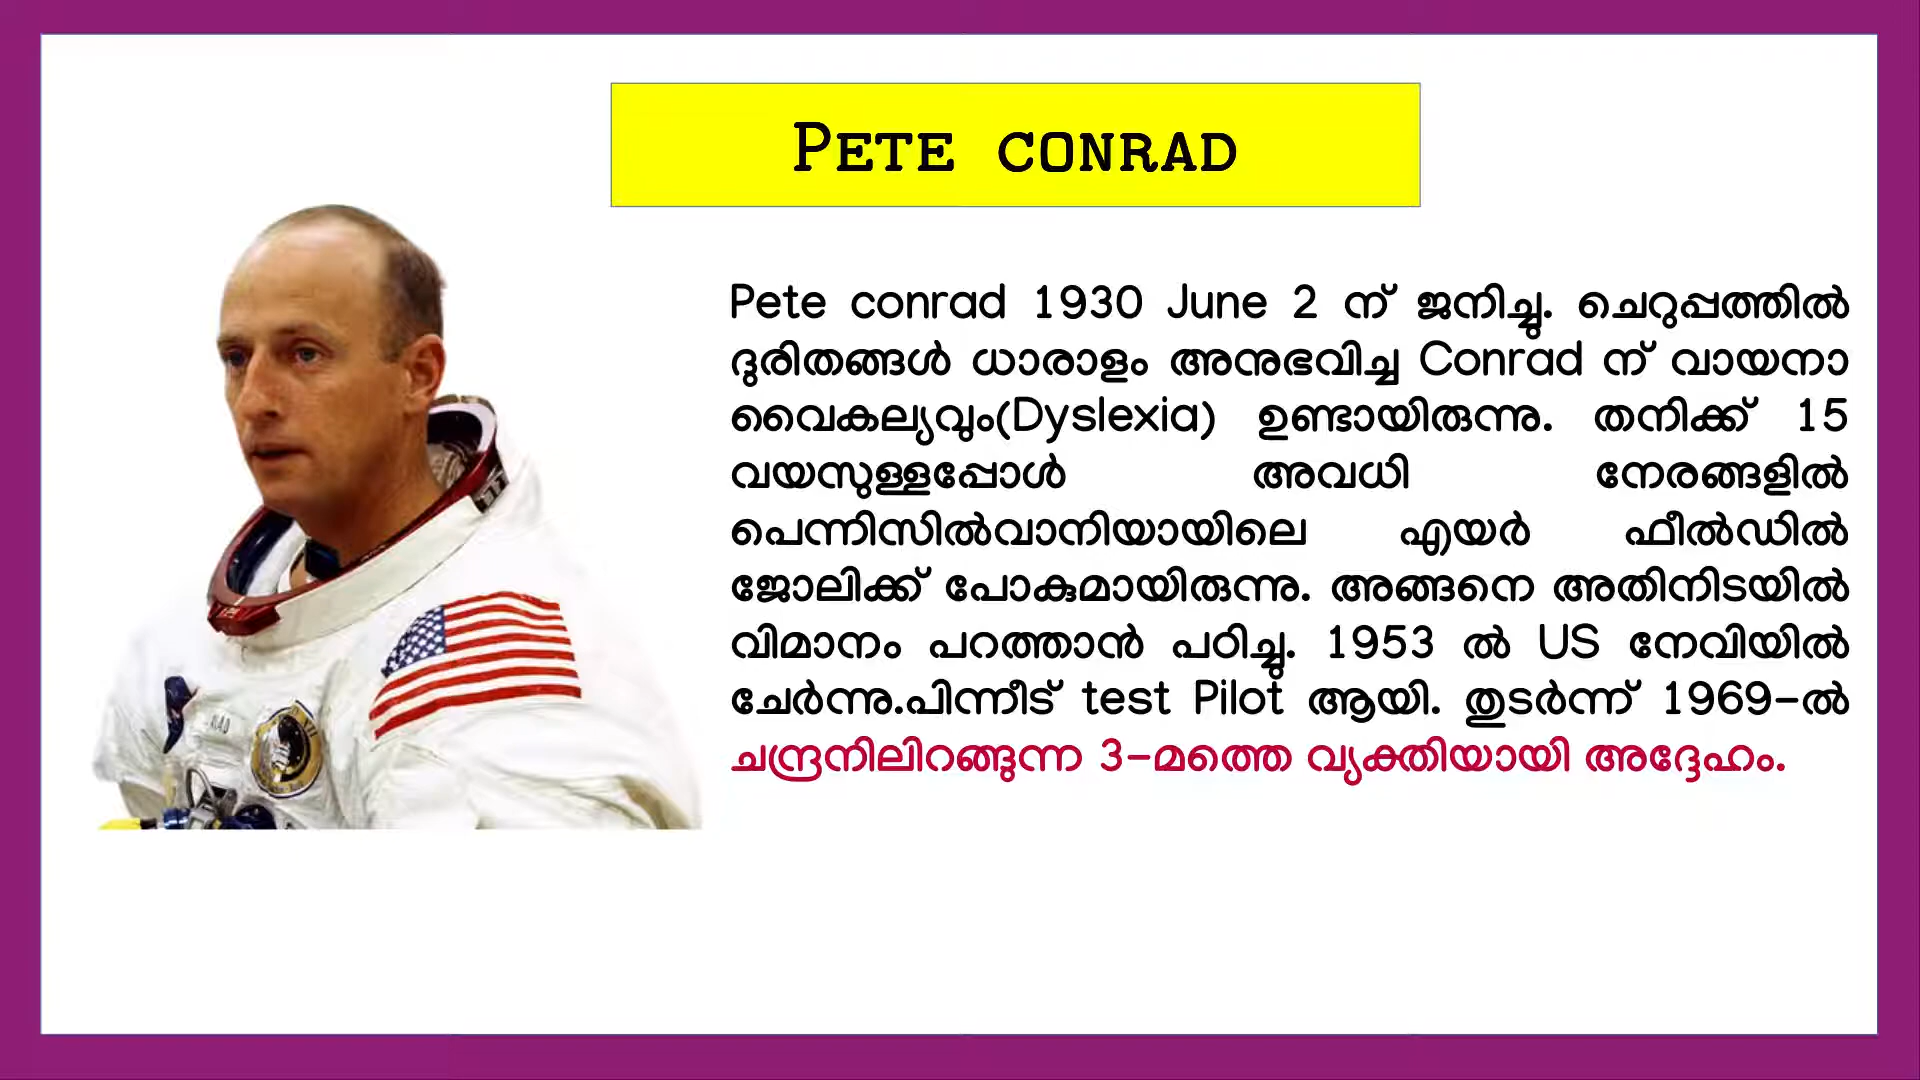 Pete conrad
Pete conrad 1930 June 2 ന് ജനിച്ചു. ചെറുപ്പത്തിൽ
ദുരിതങ്ങൾ ധാരാളം അനുഭവിച്ച Conrad ന് വായനാ
വൈകല്യവും(Dyslexia) ഉണ്ടായിരുന്നു. തനിക്ക് 15
വയസുള്ളപ്പോൾ അവധി നേരങ്ങളിൽ
പെന്നിസിൽവാനിയായിലെ എയർ ഫീൽഡിൽ
ജോലിക്ക് പോകുമായിരുന്നു. അങ്ങനെ അതിനിടയിൽ
വിമാനം പറത്താൻ പഠിച്ചു. 1953 ൽ US നേവിയിൽ
ചേർന്നു.പിന്നീട് test Pilot ആയി. തുടർന്ന് 1969-ൽ
ചന്ദ്രനിലിറങ്ങുന്ന 3-മത്തെ വ്യക്തിയായി അദ്ദേഹം.